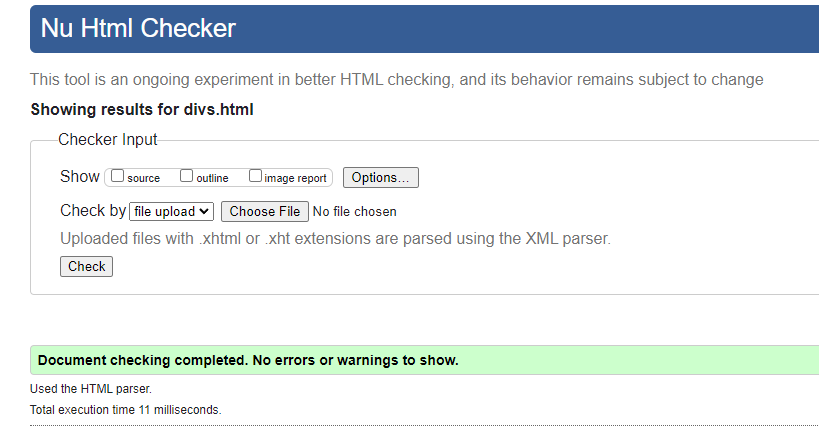 Nu Html Checker
This tool is an ongoing experiment in better HTML checking, and its behavior remains subject to change
Showing results for divs.html
Checker Input
Show source outline image report Options...
Check by file upload Choose File No file chosen
Uploaded files with .xhtml or .xht extensions are parsed using the XML parser.
Check
Document checking completed. No errors or warnings to show.
Used the HTML parser.
Total execution time 11 milliseconds.